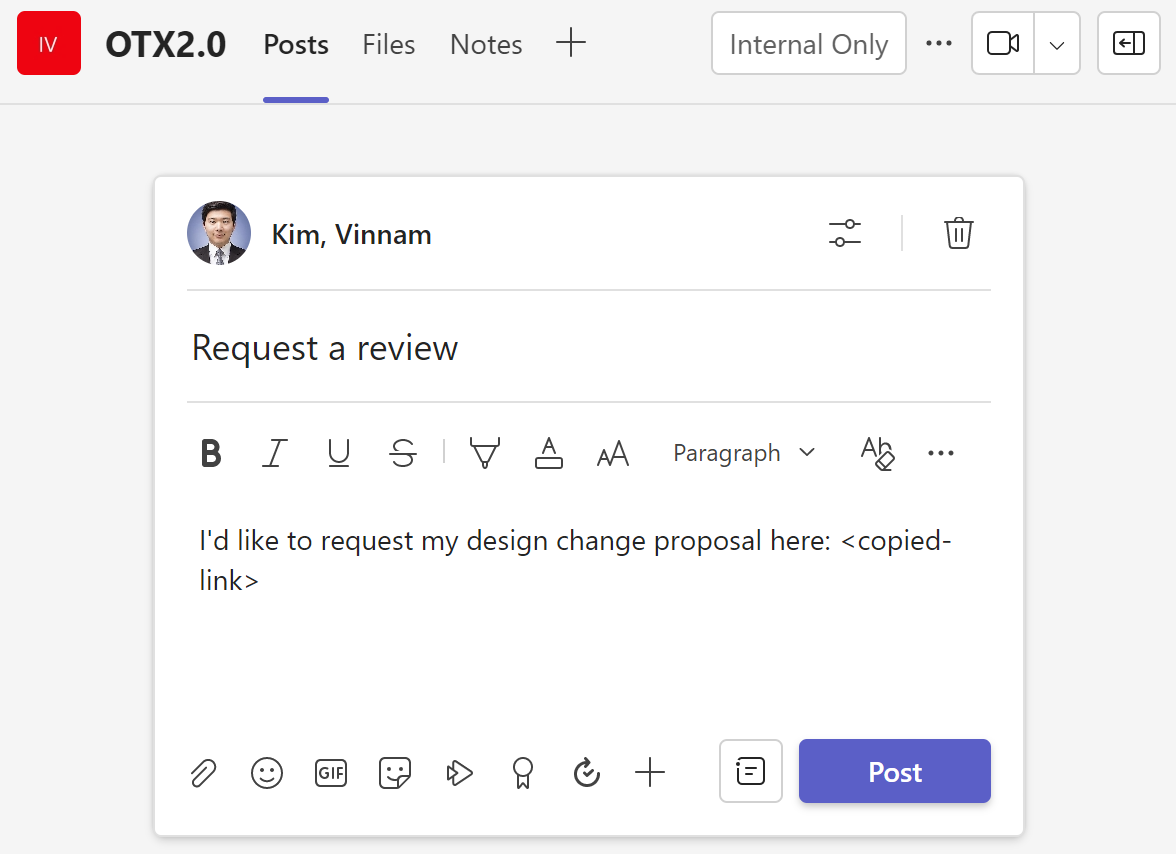 IV OTX2.0 Posts Files Notes Internal Only
Kim, Vinnam
Request a review
B I U S A AA Paragraph Ab
I'd like to request my design change proposal here: <copied-
link>
GIF Post